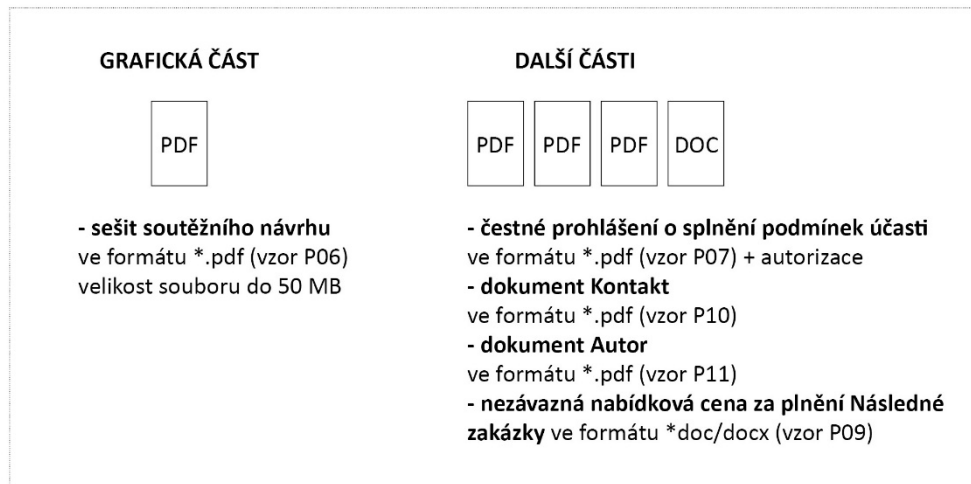 GRAFICKÁ ČÁST
PDF
- sešit soutěžního návrhu
ve formátu *.pdf (vzor P06)
velikost souboru do 50 MB
DALŠÍ ČÁSTI
PDF PDF PDF DOC
- čestné prohlášení o splnění podmínek účasti
ve formátu *.pdf (vzor P07) + autorizace
- dokument Kontakt
ve formátu *.pdf (vzor P10)
- dokument Autor
ve formátu *.pdf (vzor P11)
- nezávazná nabídková cena za plnění Následné
zakázky ve formátu *doc/docx (vzor P09)